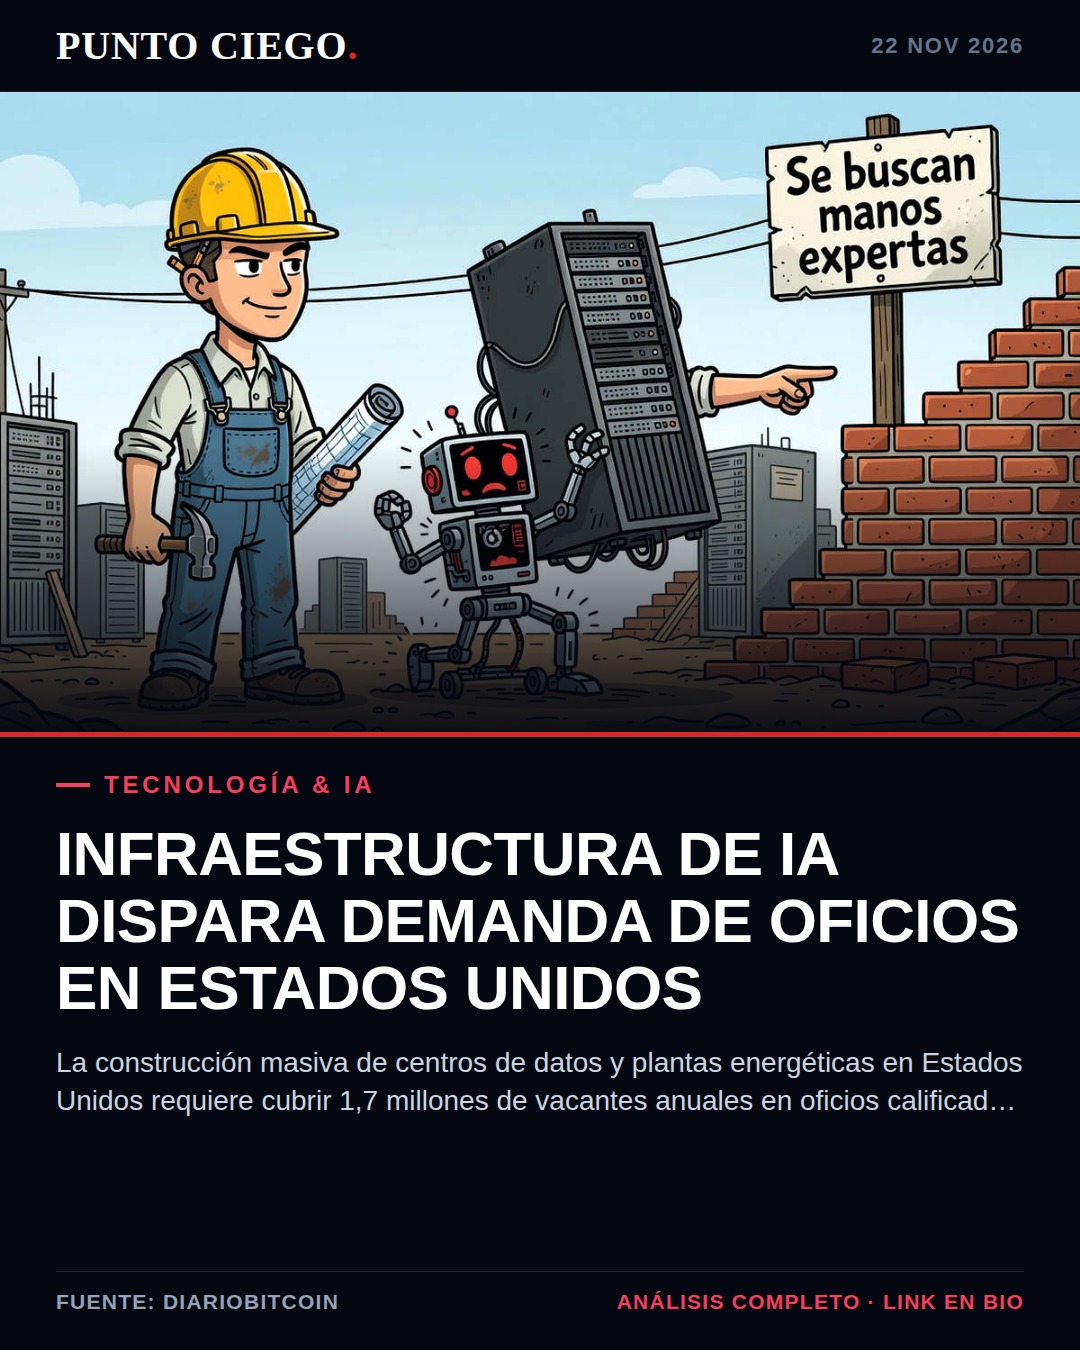 PUNTO CIEGO.
22 NOV 2026
Se buscan
manos
expertas
TECNOLOGÍA & IA
INFRAESTRUCTURA DE IA
DISPARA DEMANDA DE OFICIOS
EN ESTADOS UNIDOS
La construcción masiva de centros de datos y plantas energéticas en Estados
Unidos requiere cubrir 1,7 millones de vacantes anuales en oficios calificad…
FUENTE: DIARIOBITCOIN
ANÁLISIS COMPLETO · LINK EN BIO